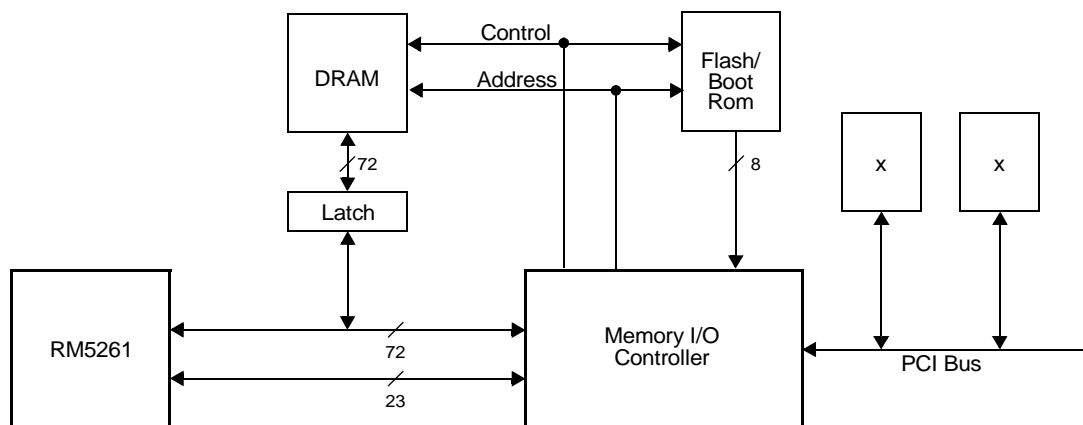 Control
Address
DRAM
Flash/
Boot
Rom
72
8
x
x
Latch
RM5261
72
23
Memory I/O
Controller
PCI Bus